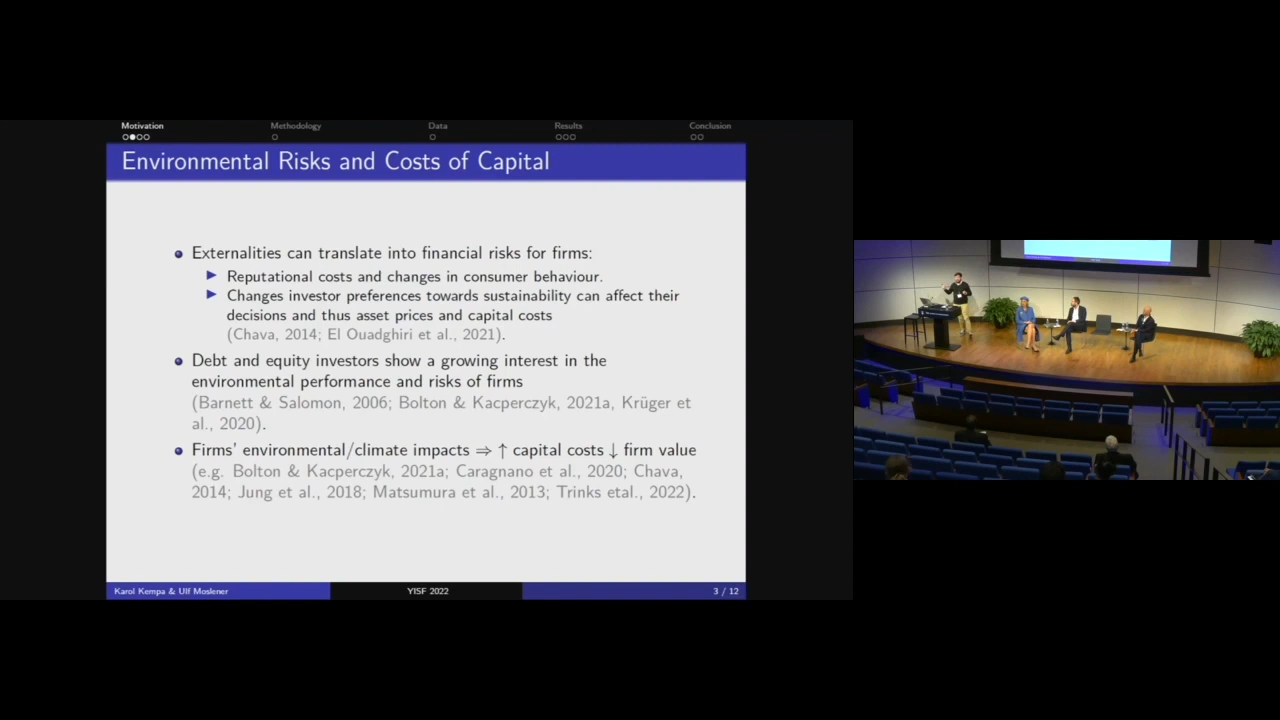 Motivation Methodology Data Results Conclusion
Environmental Risks and Costs of Capital
Externalities can translate into financial risks for firms:
Reputational costs and changes in consumer behaviour.
Changes investor preferences towards sustainability can affect their
decisions and thus asset prices and capital costs
(Chava, 2014; El Ouadghiri et al., 2021).
Debt and equity investors show a growing interest in the
environmental performance and risks of firms
(Barnett & Salomon, 2006; Bolton & Kacperczyk, 2021a, Krüger et
al., 2020).
Firms' environmental/climate impacts ⇒ ↑ capital costs ↓ firm value
(e.g. Bolton & Kacperczyk, 2021a; Caragnano et al., 2020; Chava,
2014; Jung et al., 2018; Matsumura et al., 2013; Trinks etal., 2022).
Karol Kempa & Ulf Moslener YISF 2022 3 / 12